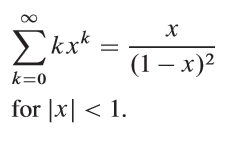 ∑_{k=0}^{∞} kx^k = x / (1 − x)²
for |x| < 1.